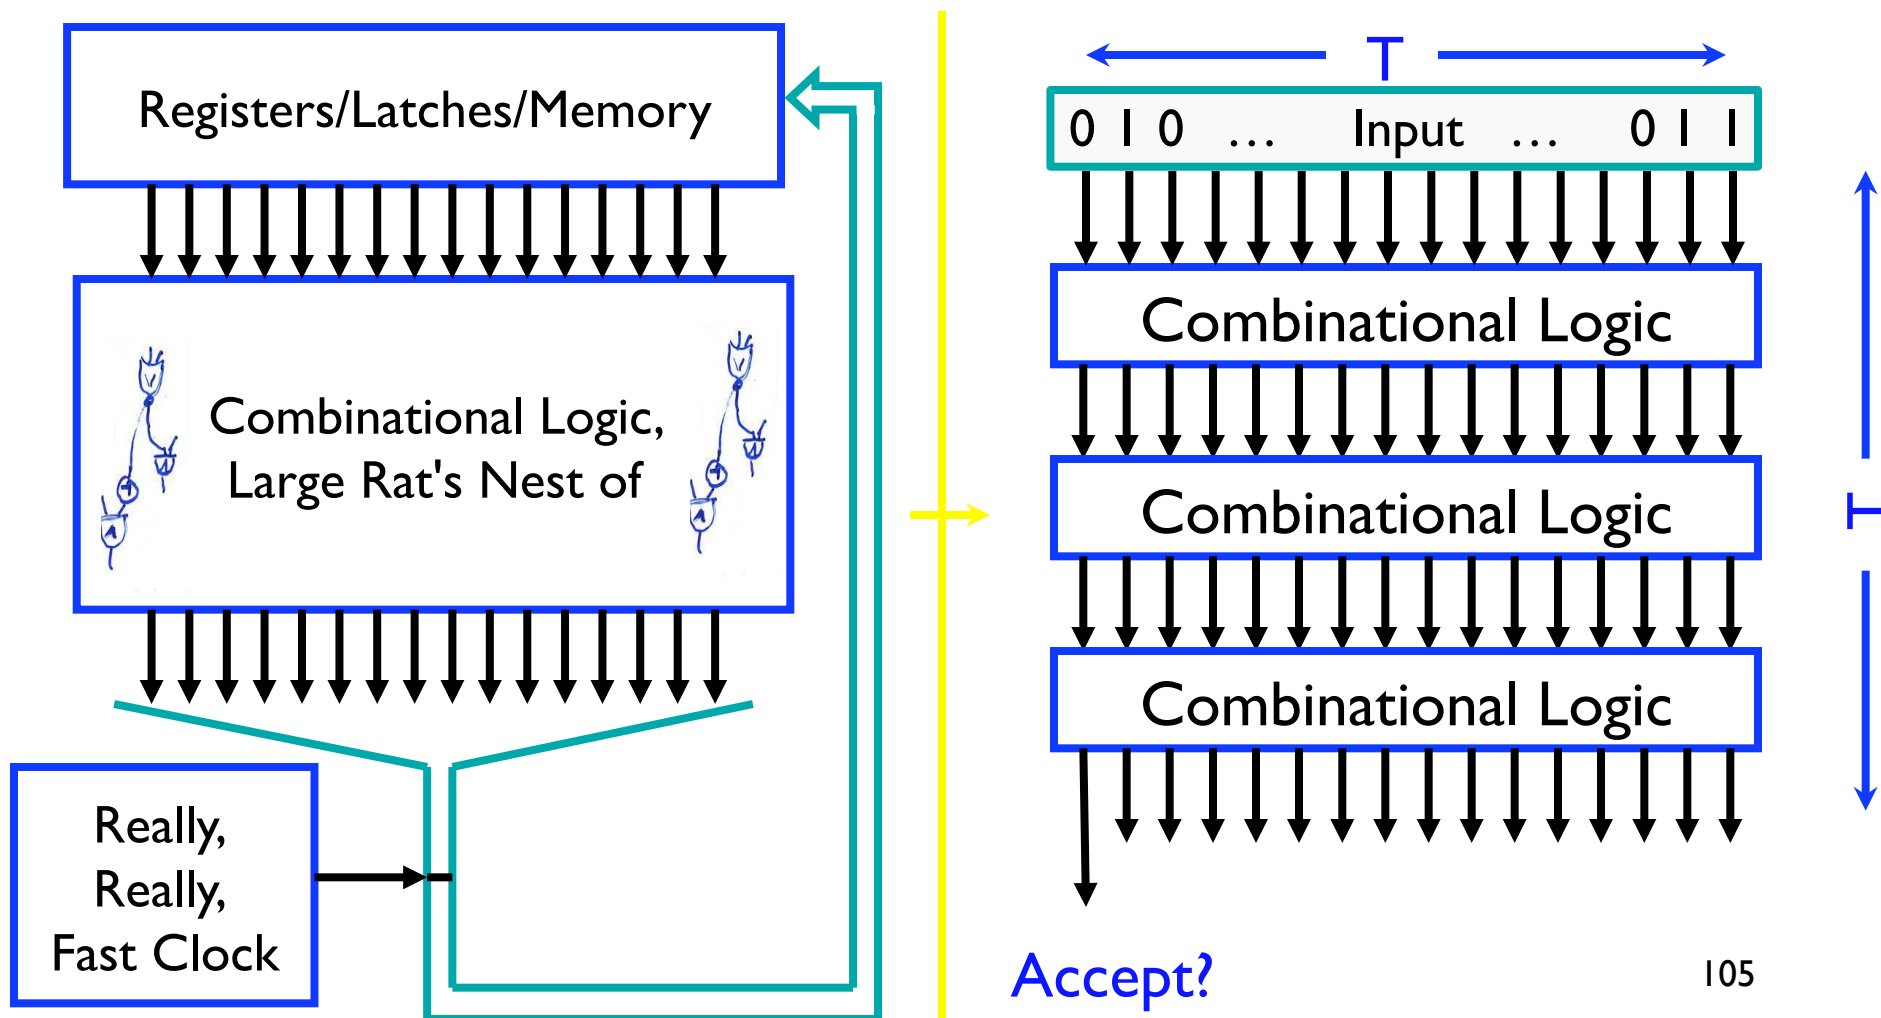 Registers/Latches/Memory
Combinational Logic,
Large Rat's Nest of
Really,
Really,
Fast Clock
T
0 1 0 … Input … 0 1 1
Combinational Logic
Combinational Logic
Combinational Logic
T
Accept?
105